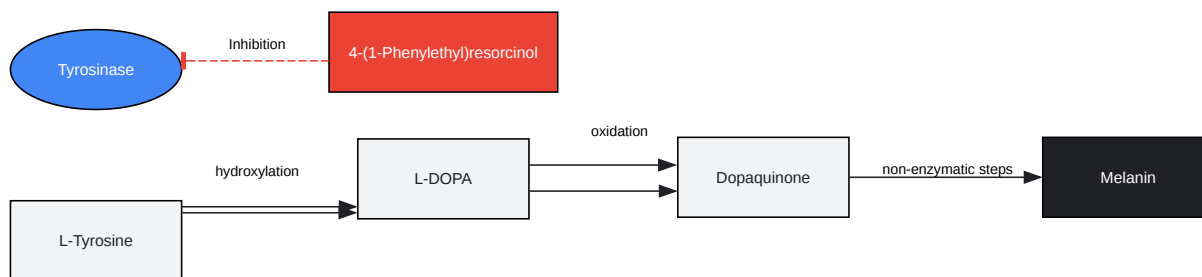 Inhibition
4-(1-Phenylethyl)resorcinol
Tyrosinase
oxidation
hydroxylation
L-DOPA
Dopaquinone
non-enzymatic steps
Melanin
L-Tyrosine